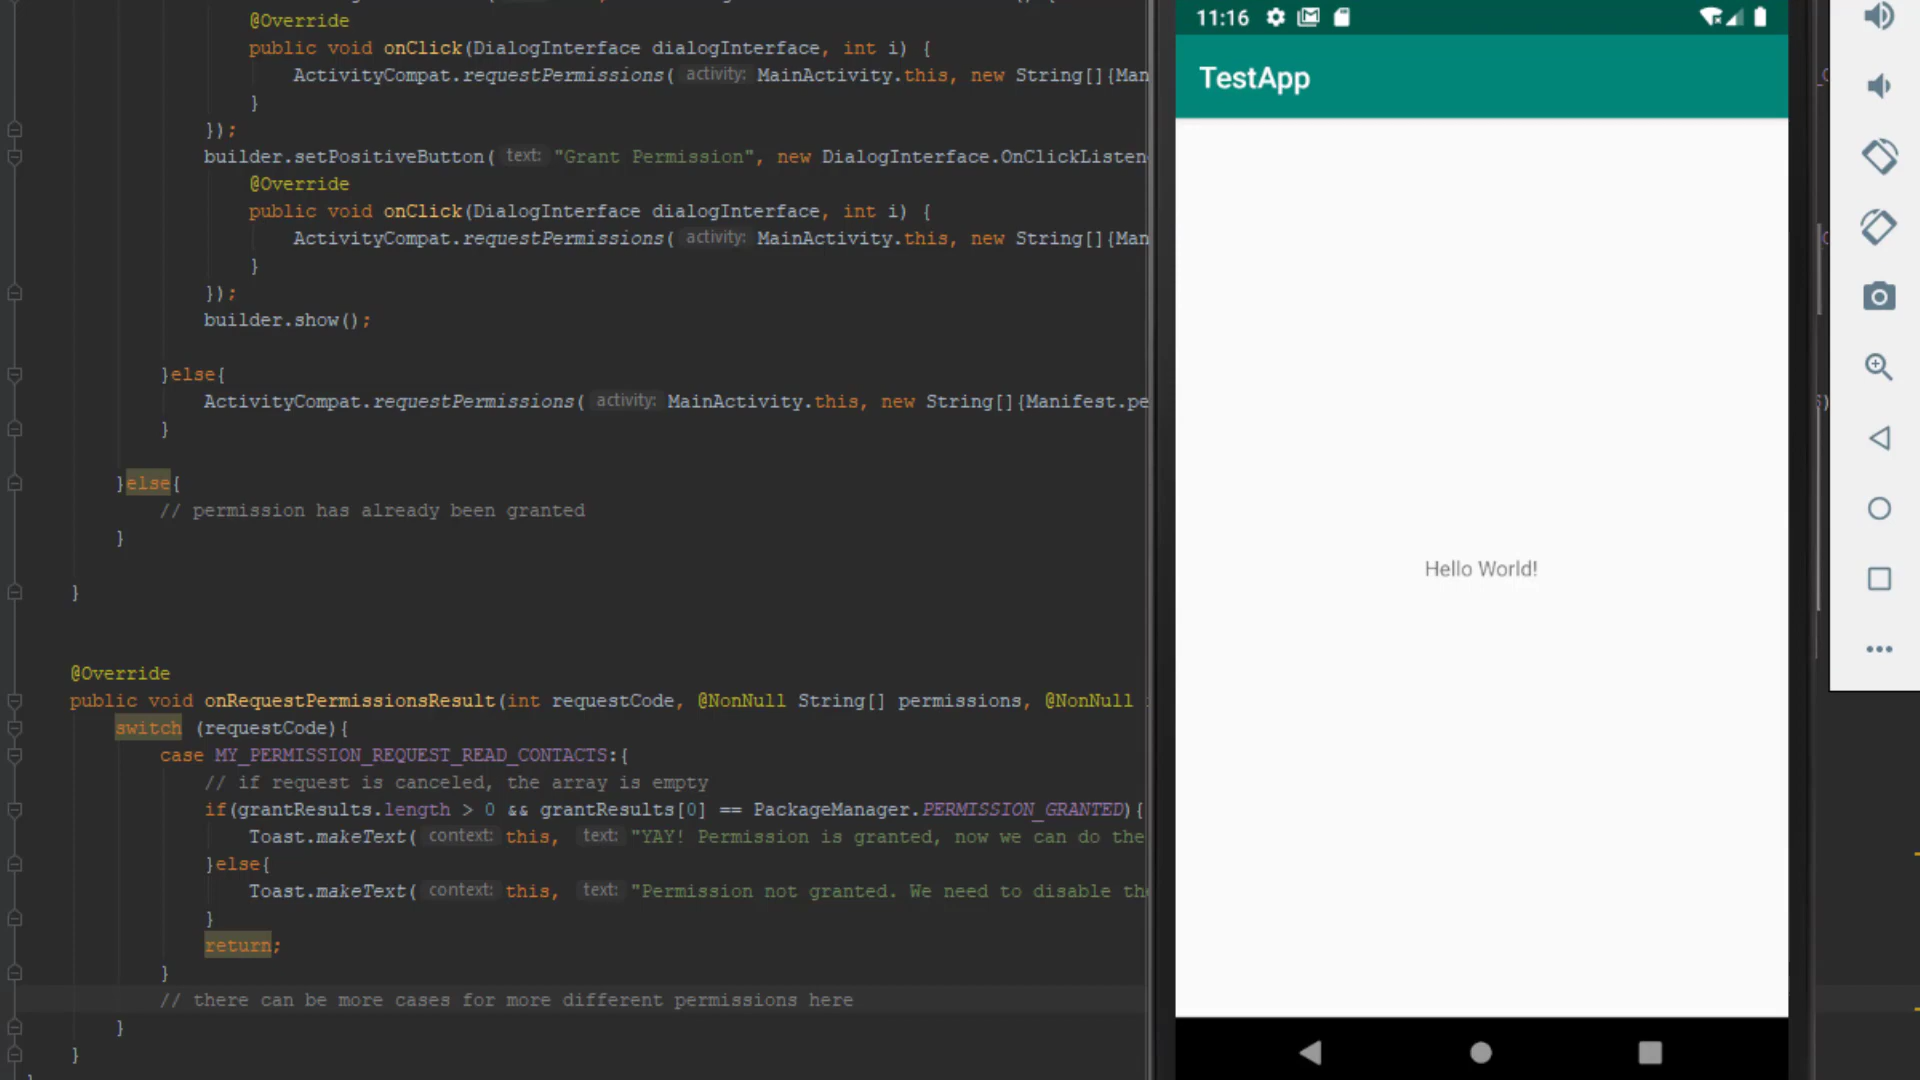 @Override
public void onClick(DialogInterface dialogInterface, int i) {
ActivityCompat.requestPermissions( activity: MainActivity.this, new String[]{Man
}
});
builder.setPositiveButton( text: "Grant Permission", new DialogInterface.OnClickListen
@Override
public void onClick(DialogInterface dialogInterface, int i) {
ActivityCompat.requestPermissions( activity: MainActivity.this, new String[]{Man
}
});
builder.show();
}else{
ActivityCompat.requestPermissions( activity: MainActivity.this, new String[]{Manifest.pe
}
}else{
// permission has already been granted
}
}
@Override
public void onRequestPermissionsResult(int requestCode, @NonNull String[] permissions, @NonNull
switch (requestCode){
case MY_PERMISSION_REQUEST_READ_CONTACTS:{
// if request is canceled, the array is empty
if(grantResults.length > 0 && grantResults[0] == PackageManager.PERMISSION_GRANTED){
Toast.makeText( context: this, text: "YAY! Permission is granted, now we can do the
}else{
Toast.makeText( context: this, text: "Permission not granted. We need to disable th
}
return;
}
// there can be more cases for more different permissions here
}
}
11:16
TestApp
Hello World!